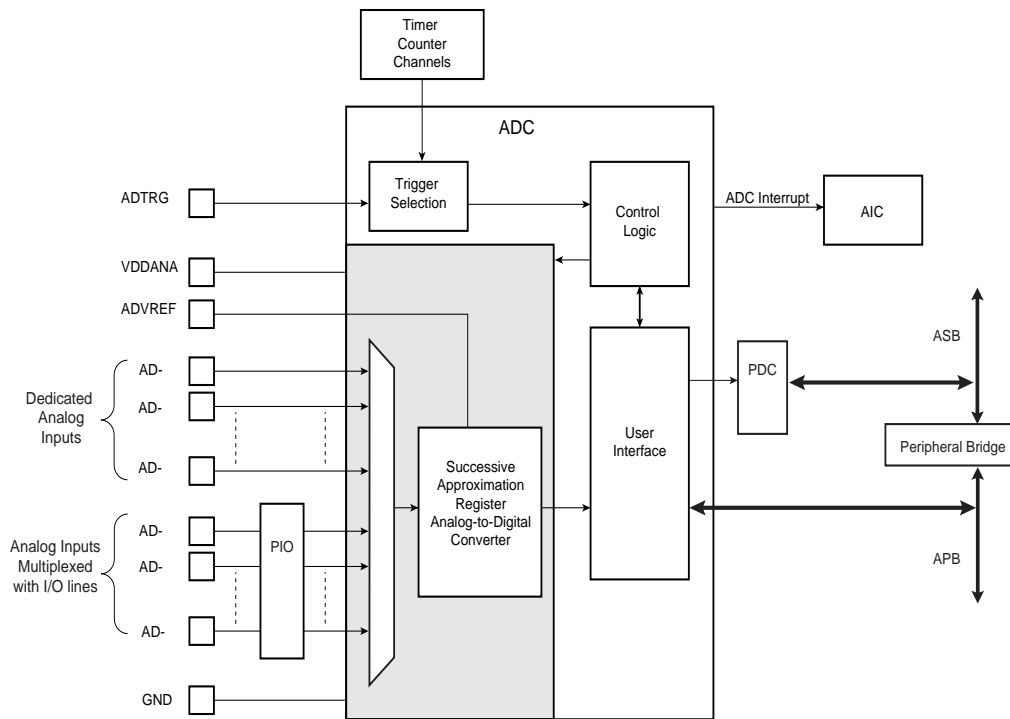 Timer
Counter
Channels
ADC
Trigger
Selection
Control
Logic
ADC Interrupt
AIC
ADTRG
VDDANA
ADVREF
Dedicated
Analog
Inputs
AD-
AD-
AD-
Analog Inputs
Multiplexed
with I/O lines
AD-
AD-
AD-
PIO
GND
Successive
Approximation
Register
Analog-to-Digital
Converter
User
Interface
PDC
ASB
Peripheral Bridge
APB